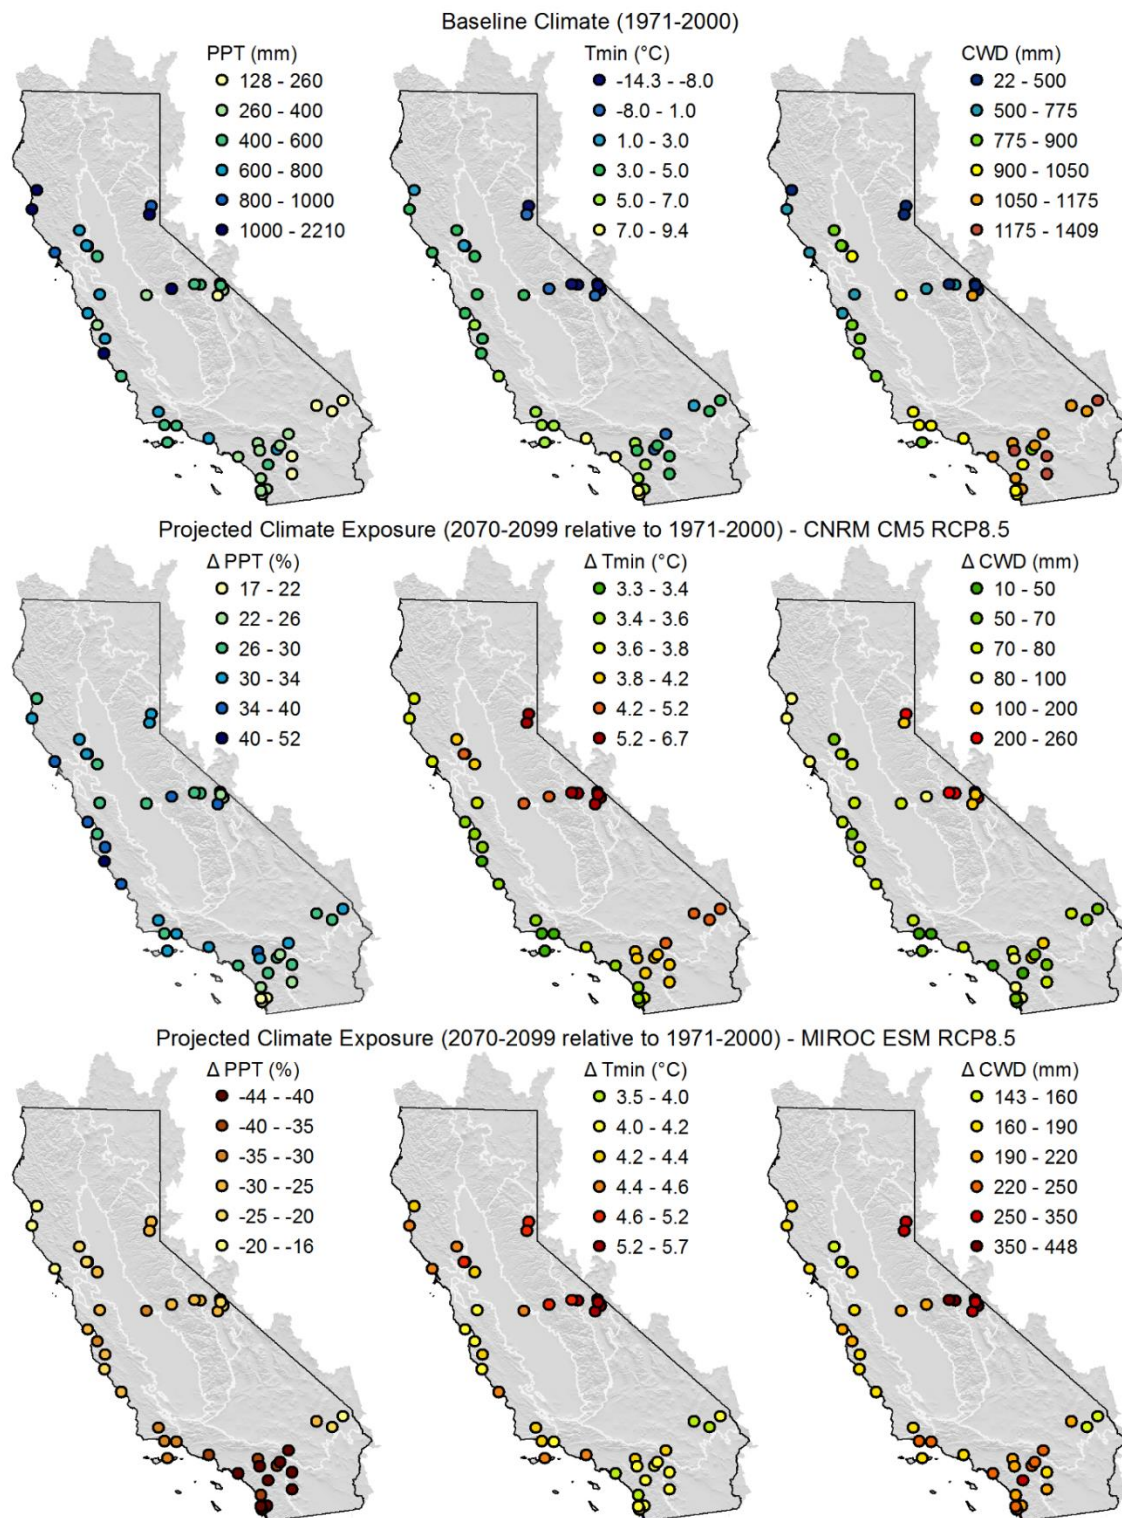 Baseline Climate (1971-2000)
PPT (mm)
128 - 260
260 - 400
400 - 600
600 - 800
800 - 1000
1000 - 2210
Tmin (°C)
-14.3 - -8.0
-8.0 - 1.0
1.0 - 3.0
3.0 - 5.0
5.0 - 7.0
7.0 - 9.4
CWD (mm)
22 - 500
500 - 775
775 - 900
900 - 1050
1050 - 1175
1175 - 1409
Projected Climate Exposure (2070-2099 relative to 1971-2000) - CNRM CM5 RCP8.5
Δ PPT (%)
17 - 22
22 - 26
26 - 30
30 - 34
34 - 40
40 - 52
Δ Tmin (°C)
3.3 - 3.4
3.4 - 3.6
3.6 - 3.8
3.8 - 4.2
4.2 - 5.2
5.2 - 6.7
Δ CWD (mm)
10 - 50
50 - 70
70 - 80
80 - 100
100 - 200
200 - 260
Projected Climate Exposure (2070-2099 relative to 1971-2000) - MIROC ESM RCP8.5
Δ PPT (%)
-44 - -40
-40 - -35
-35 - -30
-30 - -25
-25 - -20
-20 - -16
Δ Tmin (°C)
3.5 - 4.0
4.0 - 4.2
4.2 - 4.4
4.4 - 4.6
4.6 - 5.2
5.2 - 5.7
Δ CWD (mm)
143 - 160
160 - 190
190 - 220
220 - 250
250 - 350
350 - 448